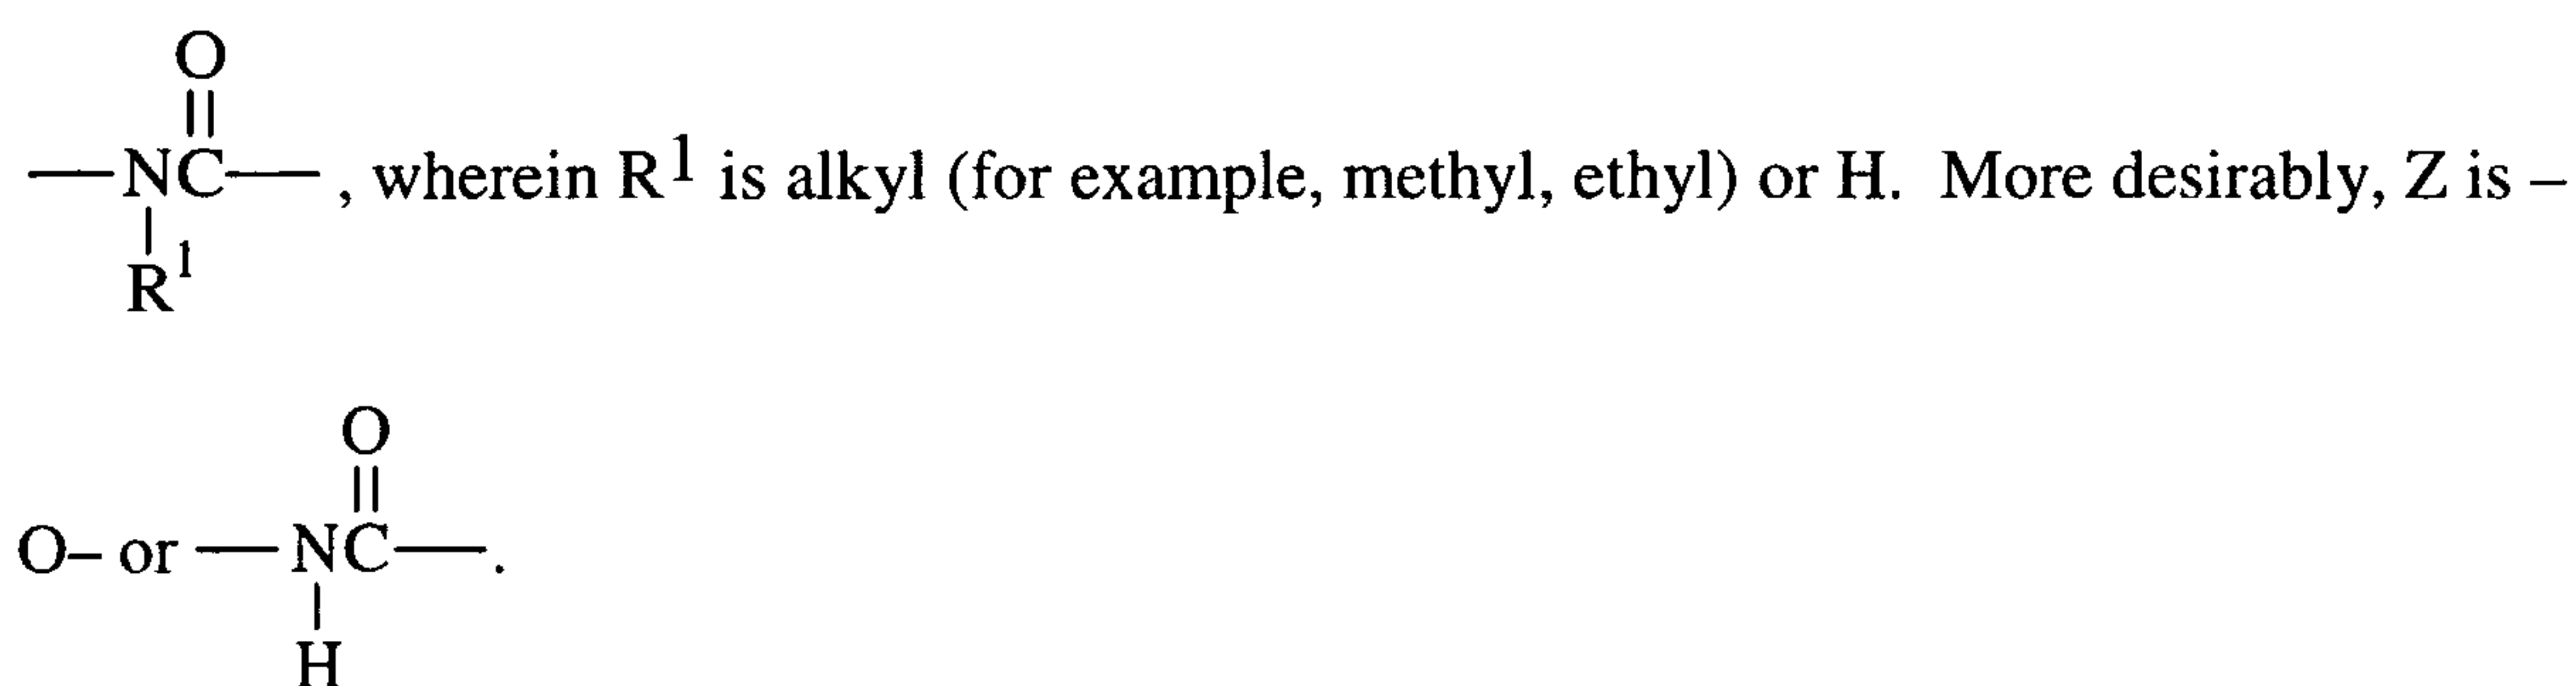 O
||
—NC— , wherein R¹ is alkyl (for example, methyl, ethyl) or H. More desirably, Z is –
|
R¹
O
||
O– or —NC— .
|
H